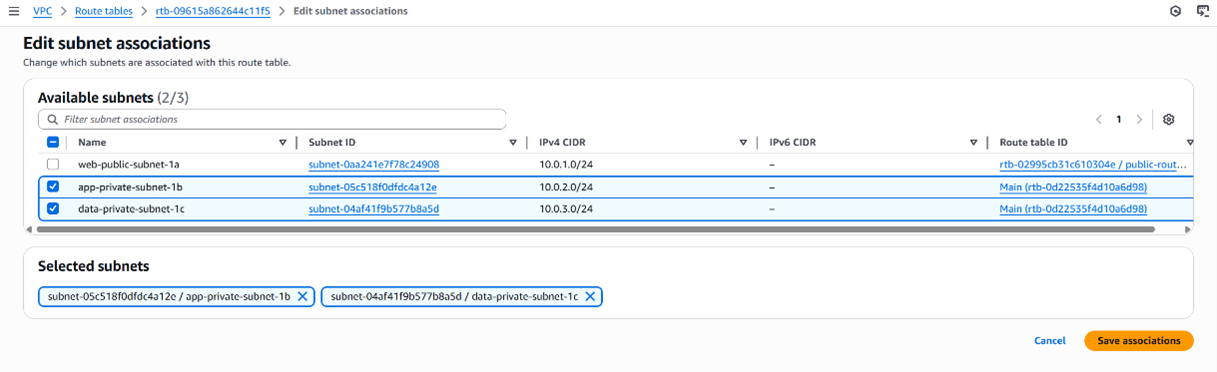 VPC > Route tables > rtb-09615a862644c11f5 > Edit subnet associations
Edit subnet associations
Change which subnets are associated with this route table.
Available subnets (2/3)
Filter subnet associations
1
Name Subnet ID IPv4 CIDR IPv6 CIDR Route table ID
web-public-subnet-1a subnet-0aa241e7f78c24908 10.0.1.0/24 – rtb-02995cb31c610304e / public-rout...
app-private-subnet-1b subnet-05c518f0dfdc4a12e 10.0.2.0/24 – Main (rtb-0d22535f4d10a6d98)
data-private-subnet-1c subnet-04af41f9b577b8a5d 10.0.3.0/24 – Main (rtb-0d22535f4d10a6d98)
Selected subnets
subnet-05c518f0dfdc4a12e / app-private-subnet-1b subnet-04af41f9b577b8a5d / data-private-subnet-1c
Cancel Save associations